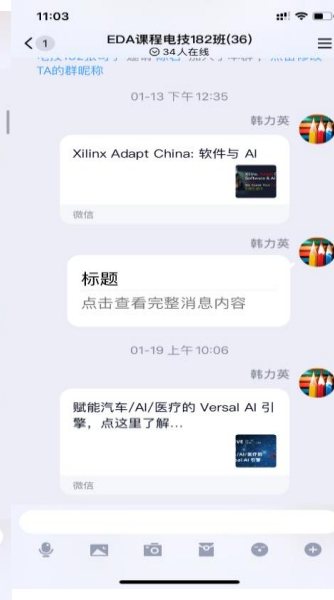 11:03
1
EDA课程电技182班(36)
34人在线
TA的群昵称
01-13 下午 12:35
韩力英
Xilinx Adapt China: 软件与 AI
微信
韩力英
标题
点击查看完整消息内容
01-19 上午 10:06
韩力英
赋能汽车/AI/医疗的 Versal AI 引
擎，点这里了解...
微信